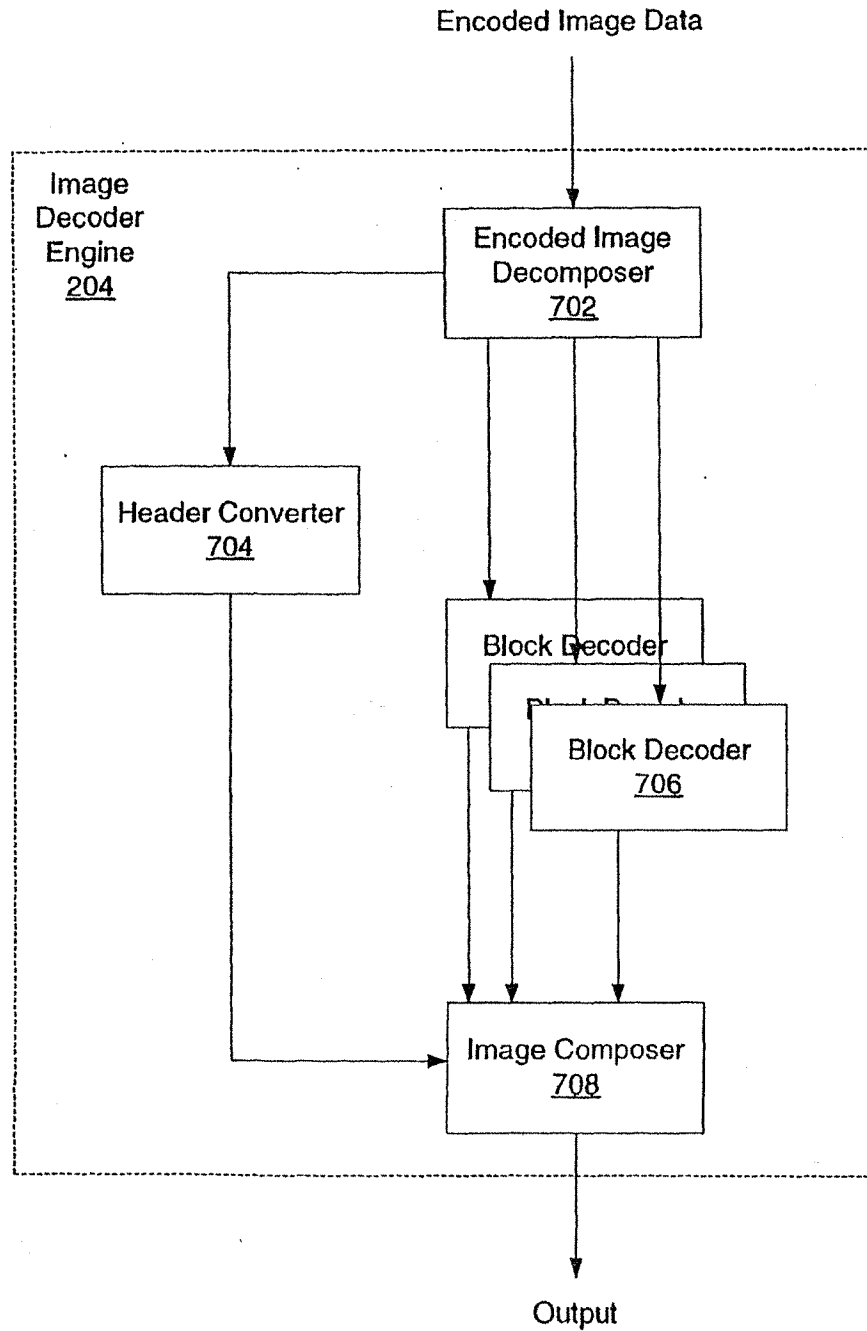 Encoded Image Data
Image
Decoder
Engine
204
Encoded Image
Decomposer
702
Header Converter
704
Block Decoder
Block Decoder
706
Image Composer
708
Output